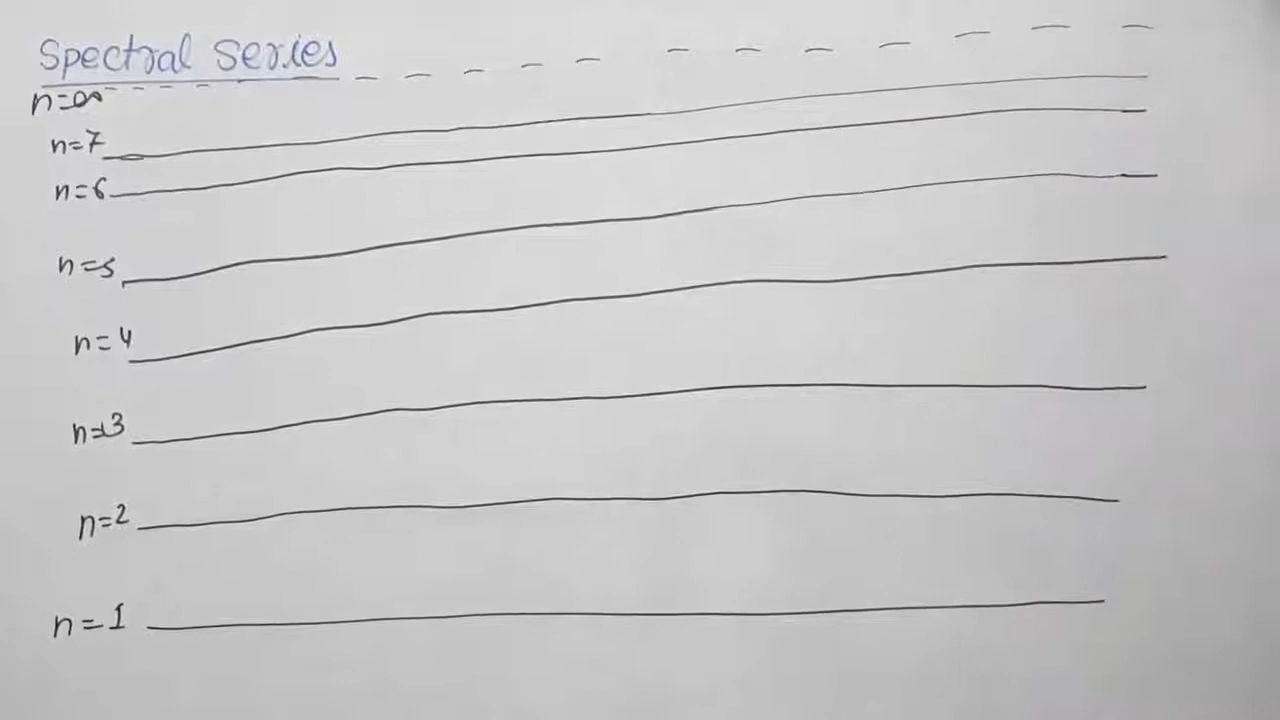 Spectral Series
n=∞
n=7
n=6
n=5
n=4
n=3
n=2
n=1